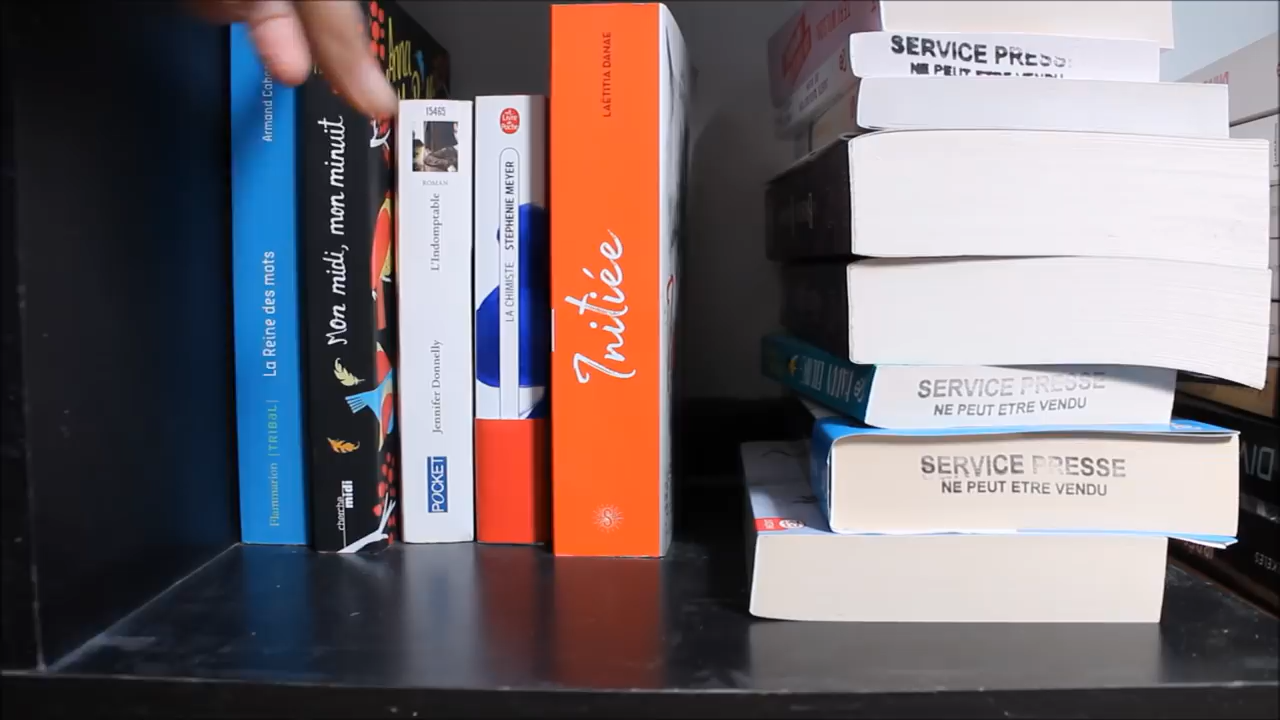 Armand Cabas
La Reine des mots
Flammarion |TRIBAL|
Anna
Mon midi, mon minuit
cherche
midi
15465
ROMAN
L'Indomptable
Jennifer Donnelly
POCKET
Le Livre
de Poche
LA CHIMISTE STEPHENIE MEYER
LAËTITIA DANAE
Initiée
SERVICE PRESSE
NE PEUT ETRE VENDU
SERVICE PRESSE
NE PEUT ETRE VENDU
SERVICE PRESSE
NE PEUT ETRE VENDU